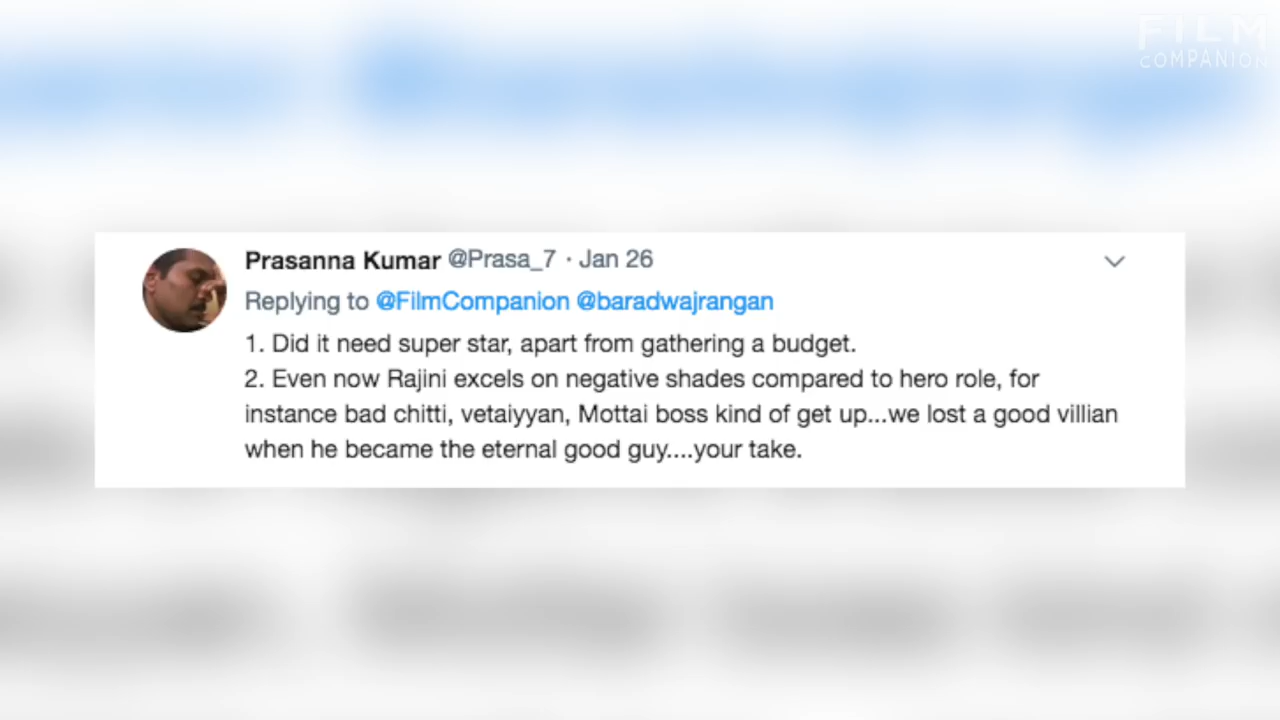 FILM
COMPANION
Prasanna Kumar @Prasa_7 · Jan 26
Replying to @FilmCompanion @baradwajrangan
1. Did it need super star, apart from gathering a budget.
2. Even now Rajini excels on negative shades compared to hero role, for
instance bad chitti, vetaiyyan, Mottai boss kind of get up...we lost a good villian
when he became the eternal good guy....your take.